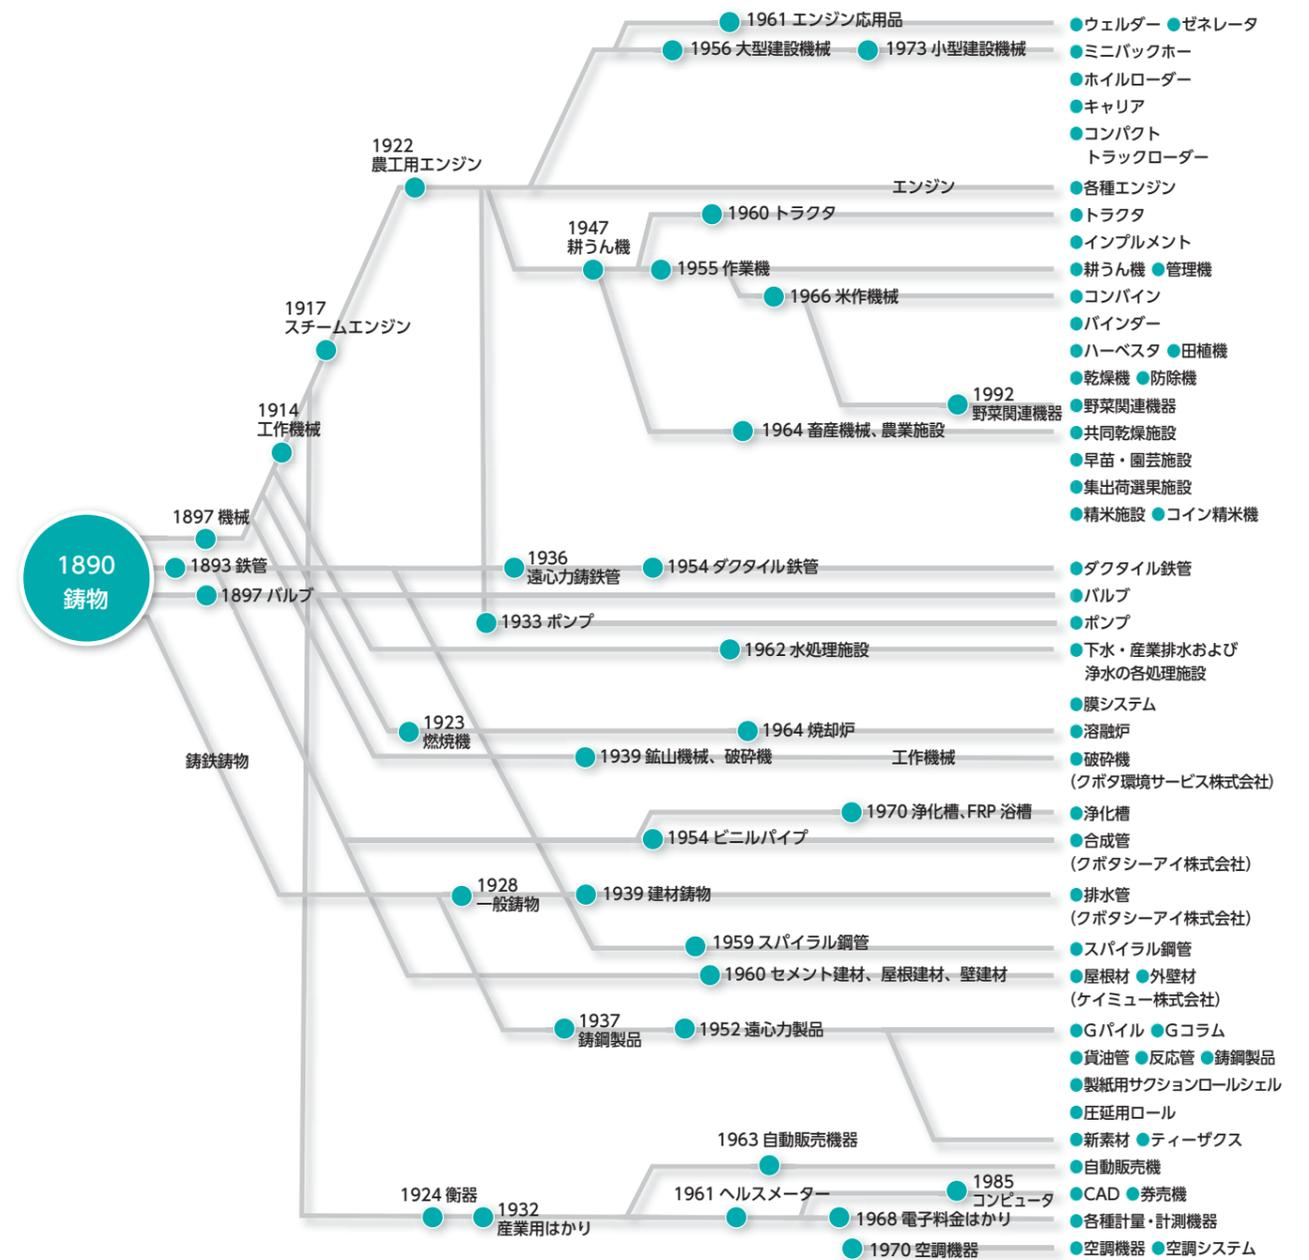 1961 エンジン応用品
●ウェルダー ●ゼネレータ
1956 大型建設機械
1973 小型建設機械
●ミニバックホー
●ホイルローダー
●キャリア
●コンパクト
トラックローダー
1922
農工用エンジン
エンジン
●各種エンジン
1960 トラクタ
●トラクタ
●インプルメント
1947
耕うん機
1955 作業機
●耕うん機 ●管理機
1966 米作機械
●コンバイン
●バインダー
1917
スチームエンジン
●ハーベスタ ●田植機
●乾燥機 ●防除機
1992
野菜関連機器
●野菜関連機器
1914
工作機械
1964 畜産機械、農業施設
●共同乾燥施設
●早苗・園芸施設
●集出荷選果施設
●精米施設 ●コイン精米機
1897 機械
1890
鋳物
1893 鉄管
1936
遠心力鋳鉄管
1954 ダクタイル鉄管
●ダクタイル鉄管
1897 バルブ
●バルブ
1933 ポンプ
●ポンプ
1962 水処理施設
●下水・産業排水および
浄水の各処理施設
●膜システム
1923
燃焼機
1964 焼却炉
●溶融炉
鋳鉄鋳物
1939 鉱山機械、破砕機
工作機械
●破砕機
(クボタ環境サービス株式会社)
1970 浄化槽、FRP 浴槽
●浄化槽
1954 ビニルパイプ
●合成管
(クボタシーアイ株式会社)
1928
一般鋳物
1939 建材鋳物
●排水管
(クボタシーアイ株式会社)
1959 スパイラル鋼管
●スパイラル鋼管
1960 セメント建材、屋根建材、壁建材
●屋根材 ●外壁材
(ケイミュー株式会社)
1937
鋳鋼製品
1952 遠心力製品
●Gパイル ●Gコラム
●貨油管 ●反応管 ●鋳鋼製品
●製紙用サクションロールシェル
●圧延用ロール
●新素材 ●ティーザクス
1963 自動販売機器
●自動販売機
1924 衡器
1932
産業用はかり
1961 ヘルスメーター
1985
コンピュータ
●CAD ●券売機
1968 電子料金はかり
●各種計量・計測機器
1970 空調機器
●空調機器 ●空調システム